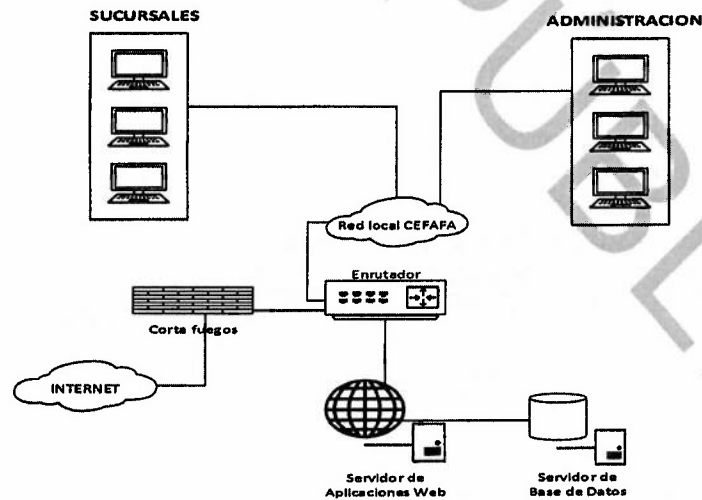 SUCURSALES
ADMINISTRACION
Red local CEFAFA
Enrutador
Corta fuegos
INTERNET
Servidor de
Aplicaciones Web
Servidor de
Base de Datos